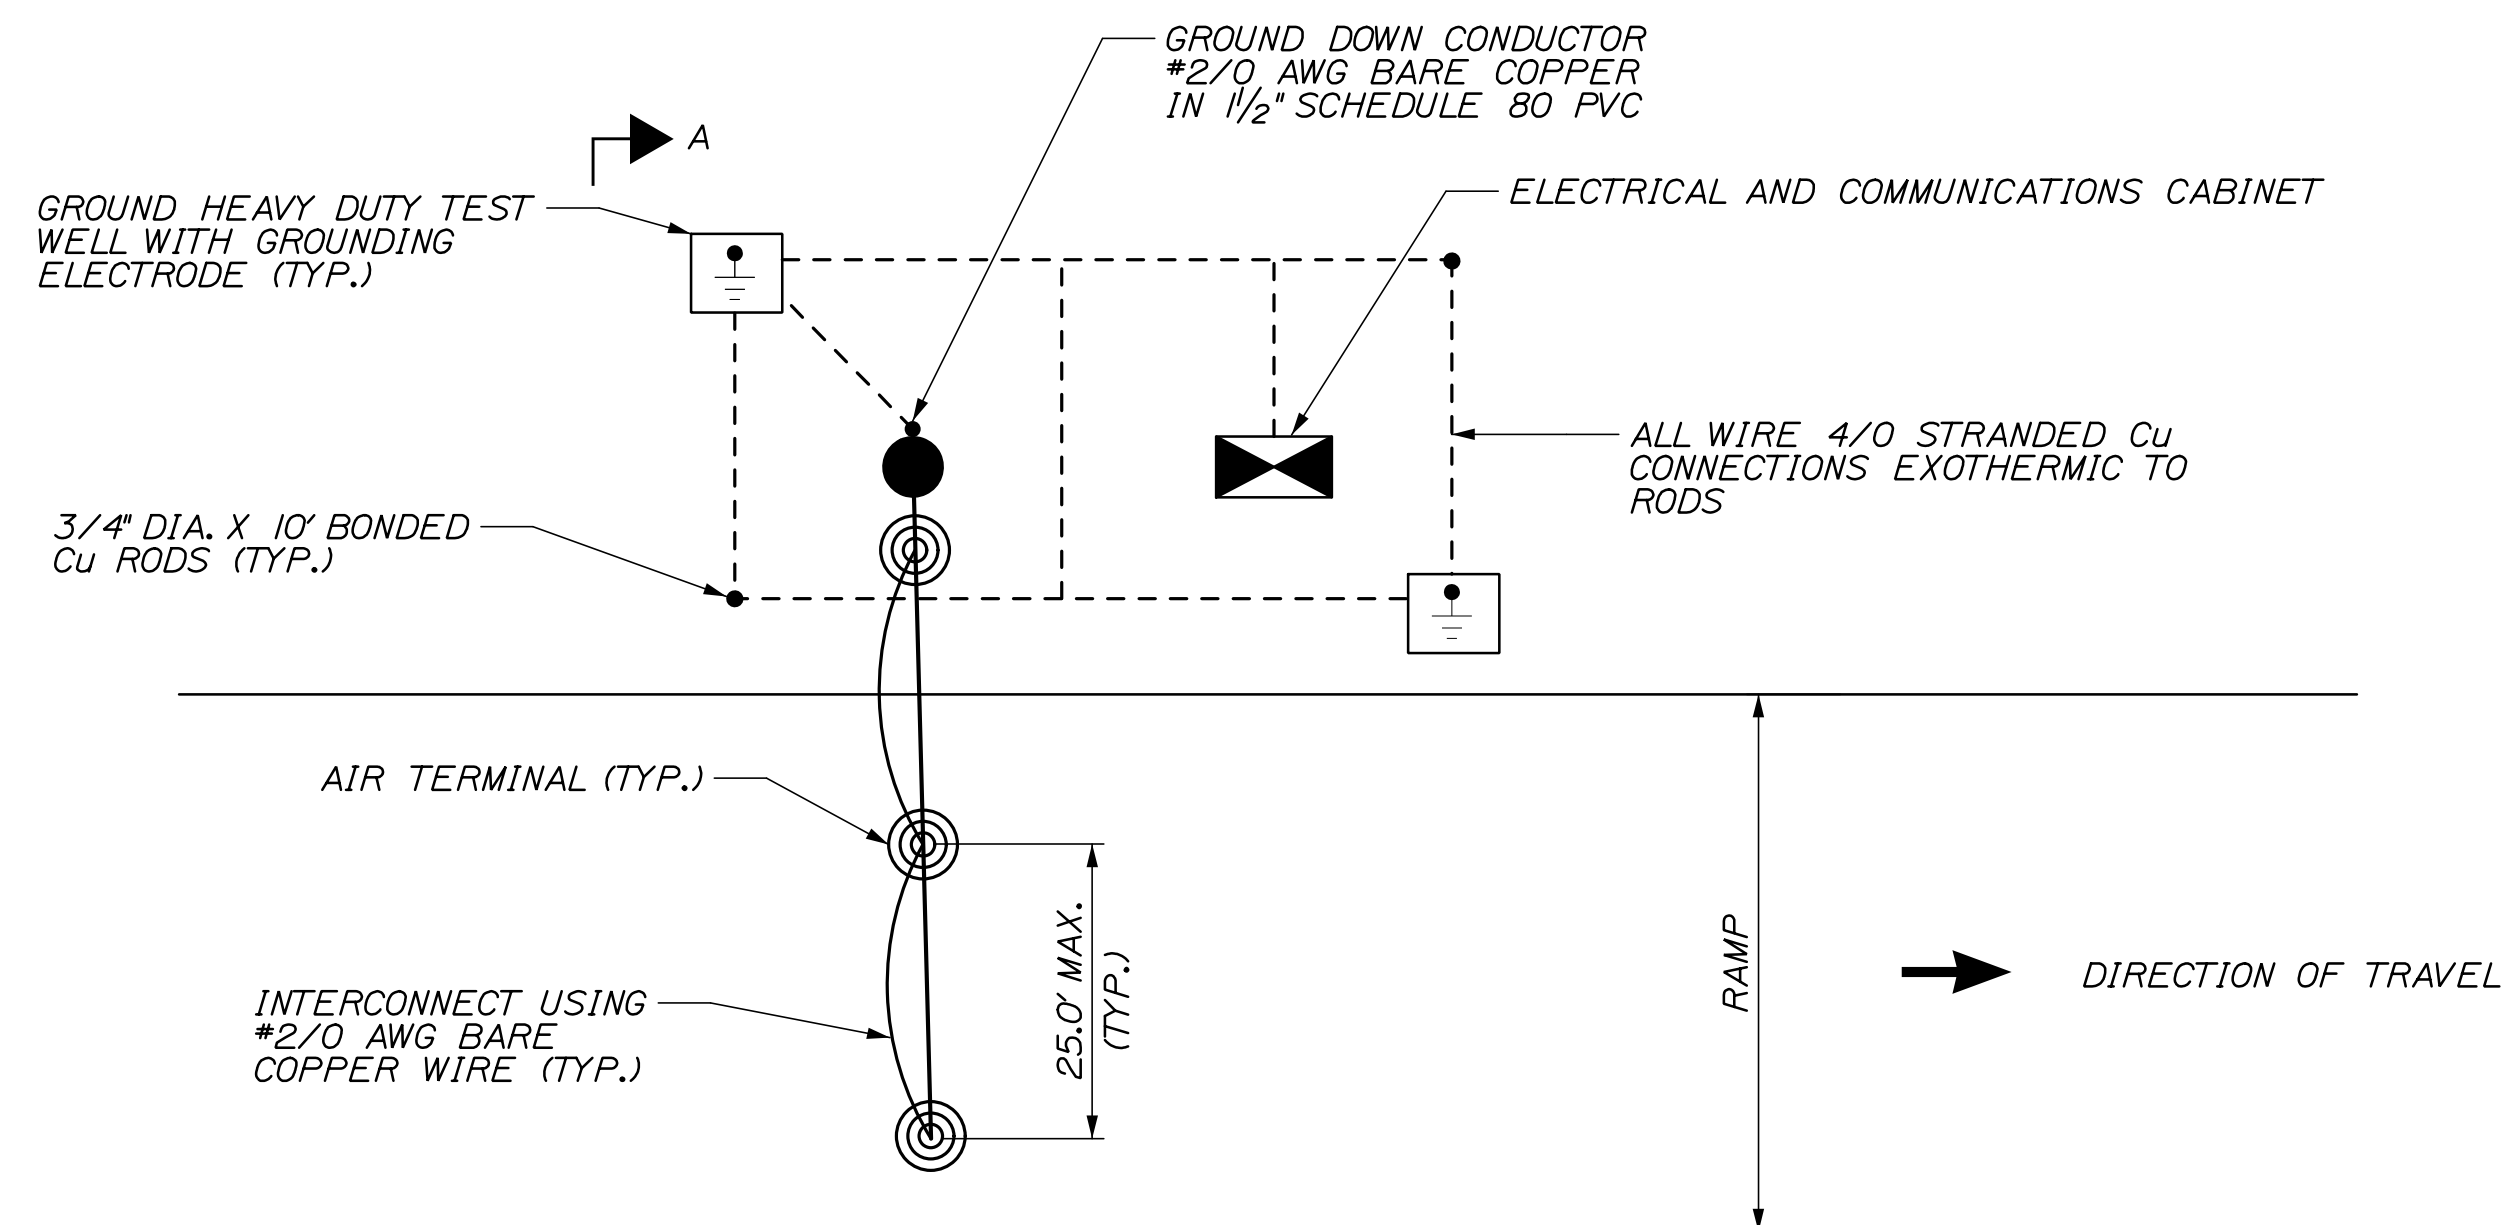 GROUND DOWN CONDUCTOR
#2/0 AWG BARE COPPER
IN 1 1/2" SCHEDULE 80 PVC
A
ELECTRICAL AND COMMUNICATIONS CABINET
GROUND HEAVY DUTY TEST
WELL WITH GROUNDING
ELECTRODE (TYP.)
ALL WIRE 4/0 STRANDED Cu
CONNECTIONS EXOTHERMIC TO
RODS
3/4" DIA. X 10' BONDED
Cu RODS (TYP.)
AIR TERMINAL (TYP.)
25.0' MAX.
(TYP.)
RAMP
DIRECTION OF TRAVEL
INTERCONNECT USING
#2/0 AWG BARE
COPPER WIRE (TYP.)